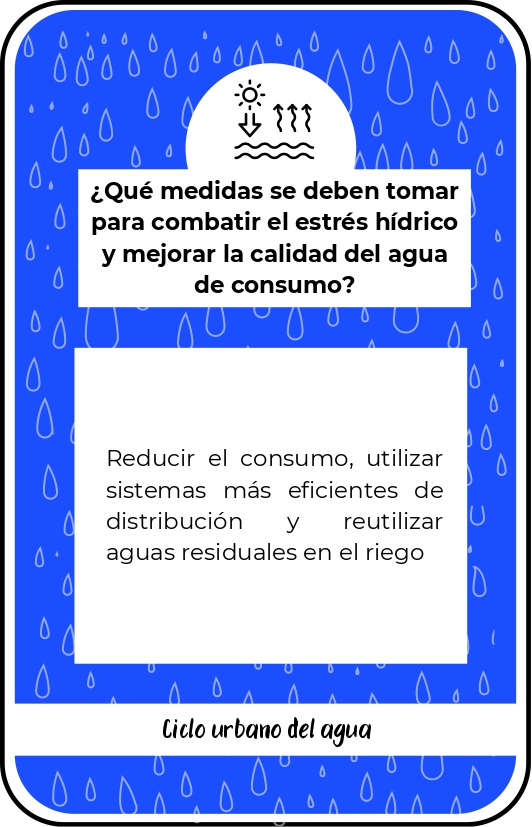 ¿Qué medidas se deben tomar
para combatir el estrés hídrico
y mejorar la calidad del agua
de consumo?
Reducir el consumo, utilizar
sistemas más eficientes de
distribución y reutilizar
aguas residuales en el riego
Ciclo urbano del agua